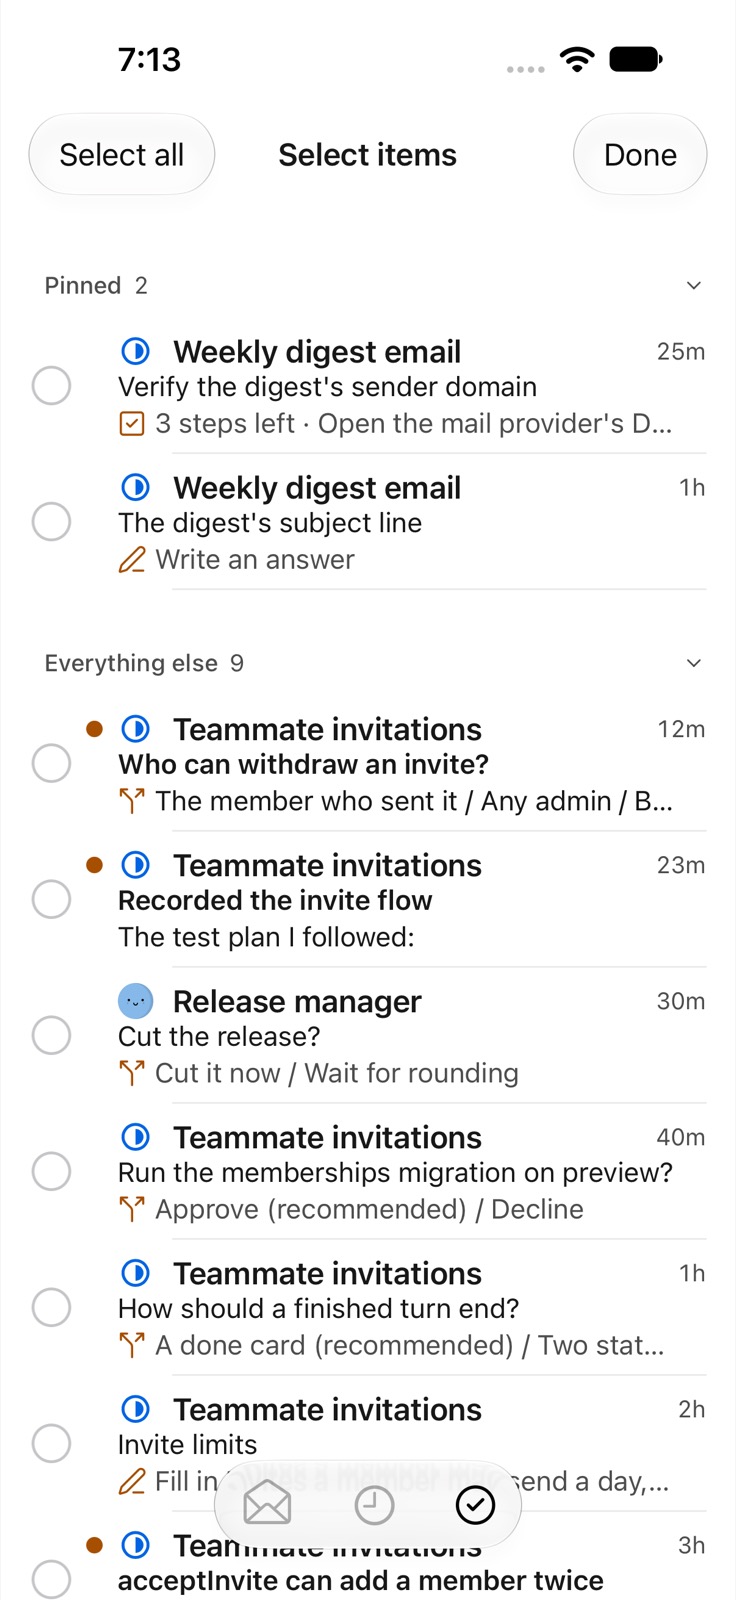 7:13
Select all
Select items
Done
Pinned 2
Weekly digest email 25m
Verify the digest's sender domain
3 steps left · Open the mail provider's D...
Weekly digest email 1h
The digest's subject line
Write an answer
Everything else 9
Teammate invitations 12m
Who can withdraw an invite?
The member who sent it / Any admin / B...
Teammate invitations 23m
Recorded the invite flow
The test plan I followed:
Release manager 30m
Cut the release?
Cut it now / Wait for rounding
Teammate invitations 40m
Run the memberships migration on preview?
Approve (recommended) / Decline
Teammate invitations 1h
How should a finished turn end?
A done card (recommended) / Two stat...
Teammate invitations 2h
Invite limits
Fill in send a day,...
Teammate invitations 3h
acceptInvite can add a member twice